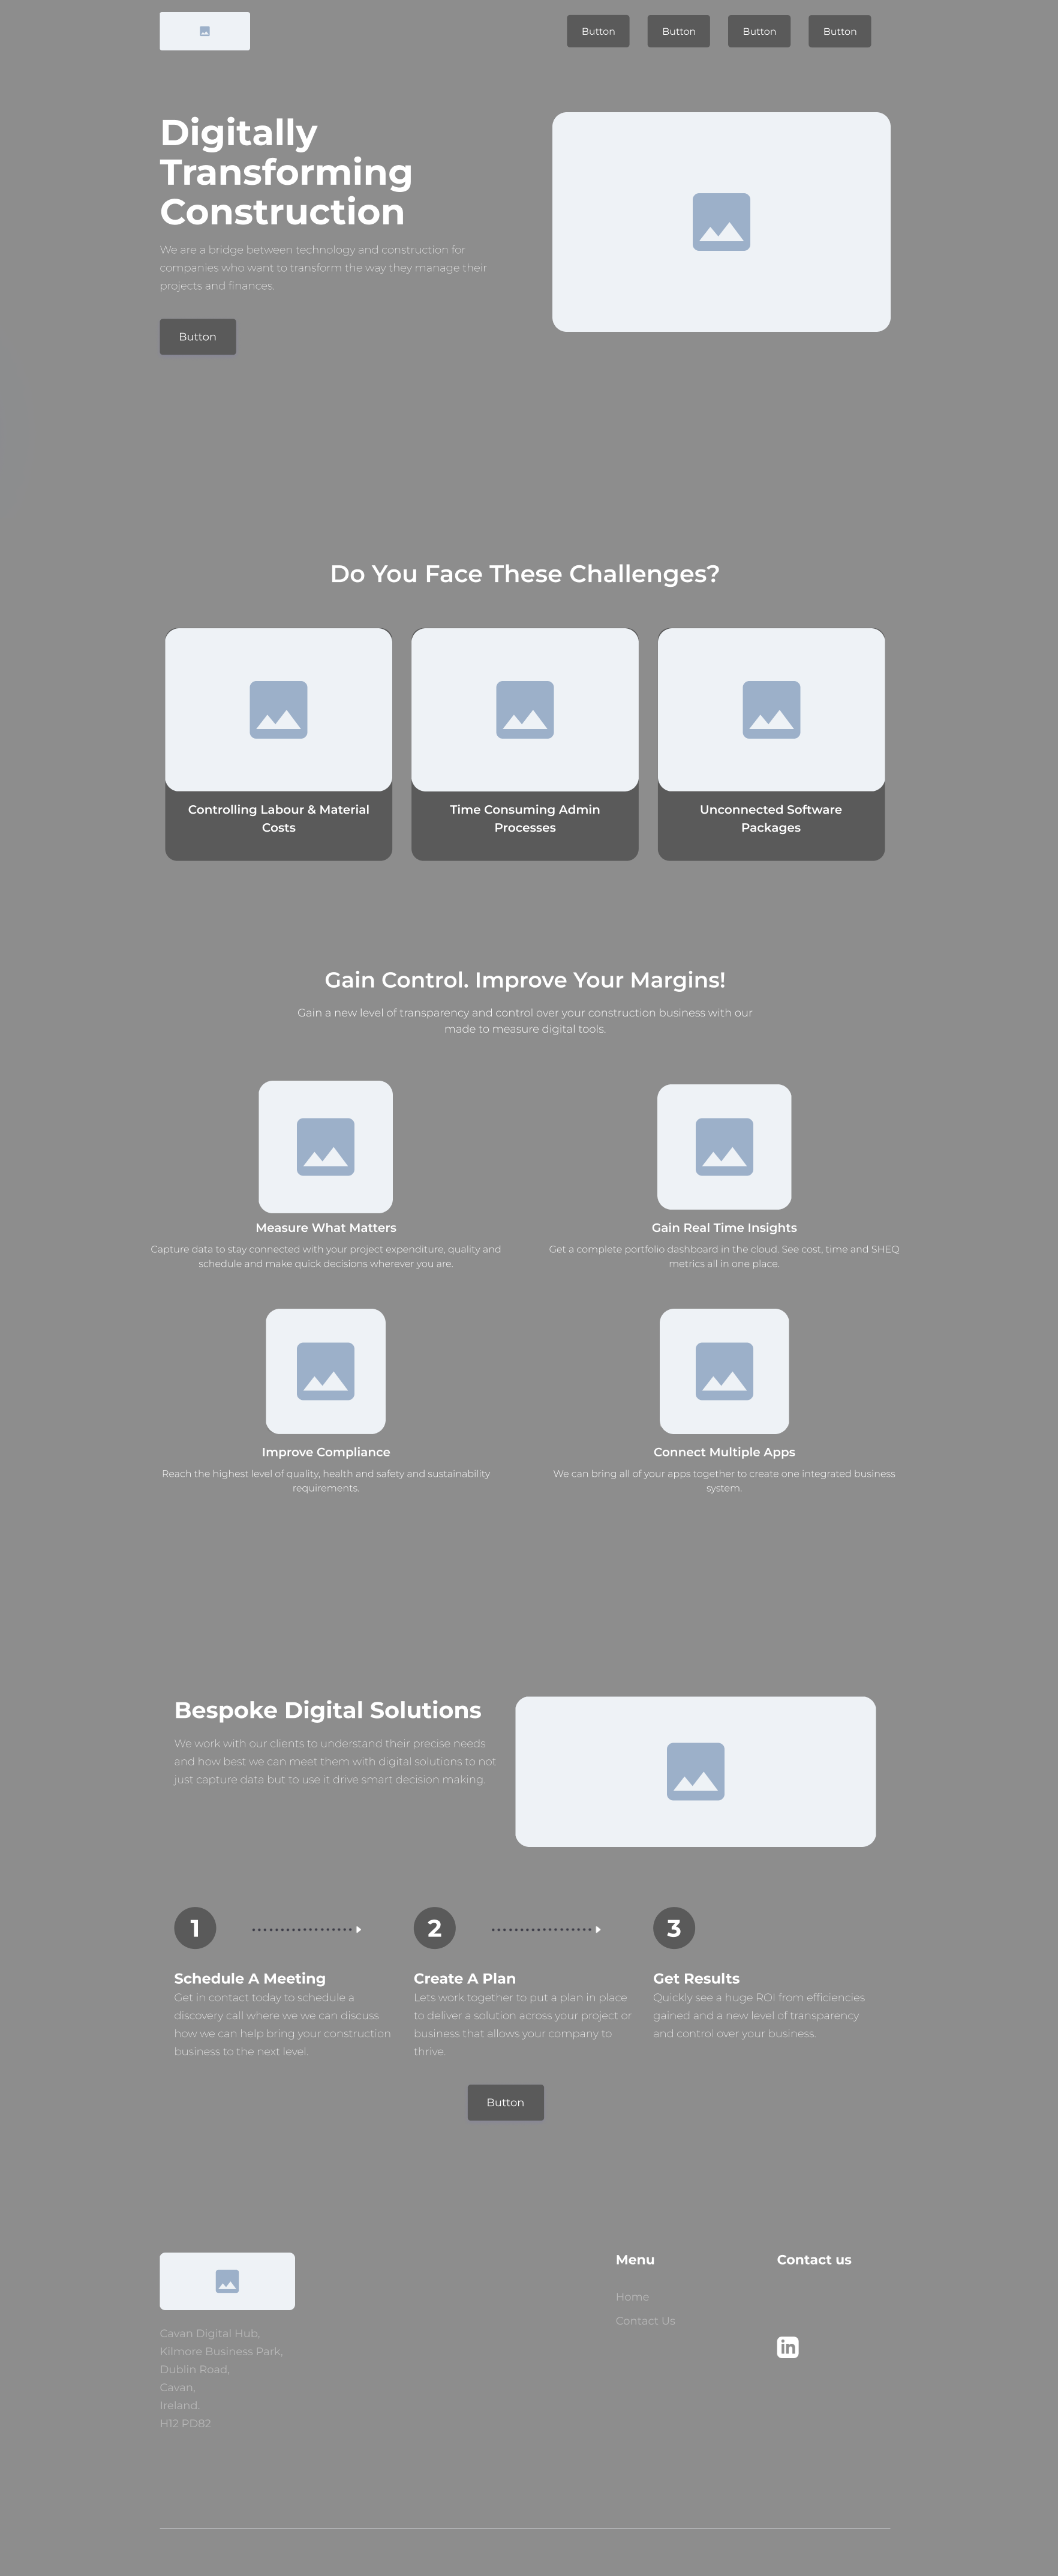 Button Button Button Button
Digitally
Transforming
Construction
We are a bridge between technology and construction for
companies who want to transform the way they manage their
projects and finances.
Button
Do You Face These Challenges?
Controlling Labour & Material
Costs
Time Consuming Admin
Processes
Unconnected Software
Packages
Gain Control. Improve Your Margins!
Gain a new level of transparency and control over your construction business with our
made to measure digital tools.
Measure What Matters
Capture data to stay connected with your project expenditure, quality and
schedule and make quick decisions wherever you are.
Gain Real Time Insights
Get a complete portfolio dashboard in the cloud. See cost, time and SHEQ
metrics all in one place.
Improve Compliance
Reach the highest level of quality, health and safety and sustainability
requirements.
Connect Multiple Apps
We can bring all of your apps together to create one integrated business
system.
Bespoke Digital Solutions
We work with our clients to understand their precise needs
and how best we can meet them with digital solutions to not
just capture data but to use it drive smart decision making.
1
Schedule A Meeting
Get in contact today to schedule a
discovery call where we we can discuss
how we can help bring your construction
business to the next level.
2
Create A Plan
Lets work together to put a plan in place
to deliver a solution across your project or
business that allows your company to
thrive.
3
Get Results
Quickly see a huge ROI from efficiencies
gained and a new level of transparency
and control over your business.
Button
Cavan Digital Hub,
Kilmore Business Park,
Dublin Road,
Cavan,
Ireland.
H12 PD82
Menu
Home
Contact Us
Contact us
in